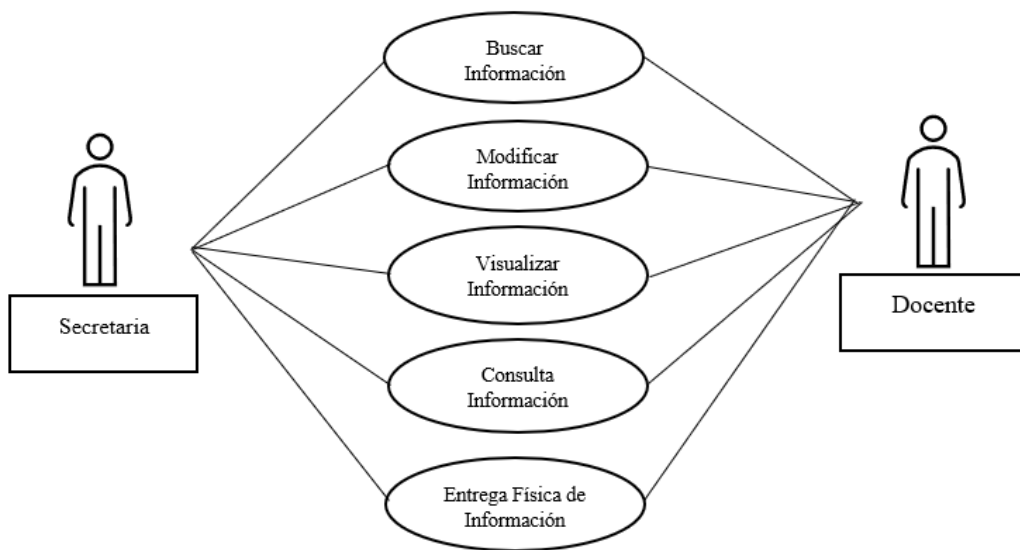 Buscar
Información
Modificar
Información
Visualizar
Información
Secretaria
Docente
Consulta
Información
Entrega Física de
Información